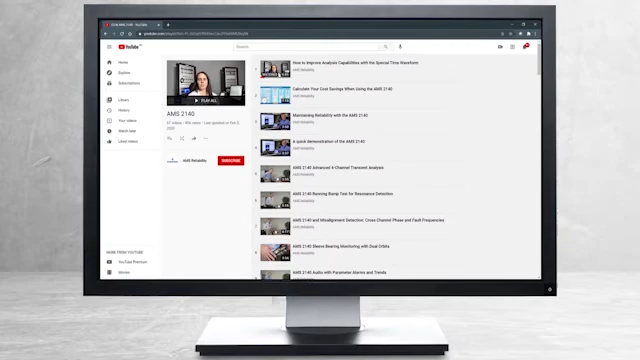 YouTube
Search
Home
Explore
Subscriptions
Library
History
Your videos
Watch later
Liked videos
MORE FROM YOUTUBE
YouTube Premium
Movies
PLAY ALL
AMS 2140
AMS Reliability
SUBSCRIBE
How to Improve Analysis Capabilities with the Special Time Waveform
AMS Reliability
Calculate Your Cost Savings When Using the AMS 2140
AMS Reliability
Maintaining Reliability with the AMS 2140
AMS Reliability
A quick demonstration of the AMS 2140
AMS Reliability
AMS 2140 Advanced 4-Channel Transient Analysis
AMS Reliability
AMS 2140 Running Bump Test for Resonance Detection
AMS Reliability
AMS 2140 and Misalignment Detection: Cross Channel Phase and Fault Frequencies
AMS Reliability
AMS 2140 Sleeve Bearing Monitoring with Dual Orbits
AMS Reliability
AMS 2140 Audio with Parameter Alarms and Trends
AMS Reliability